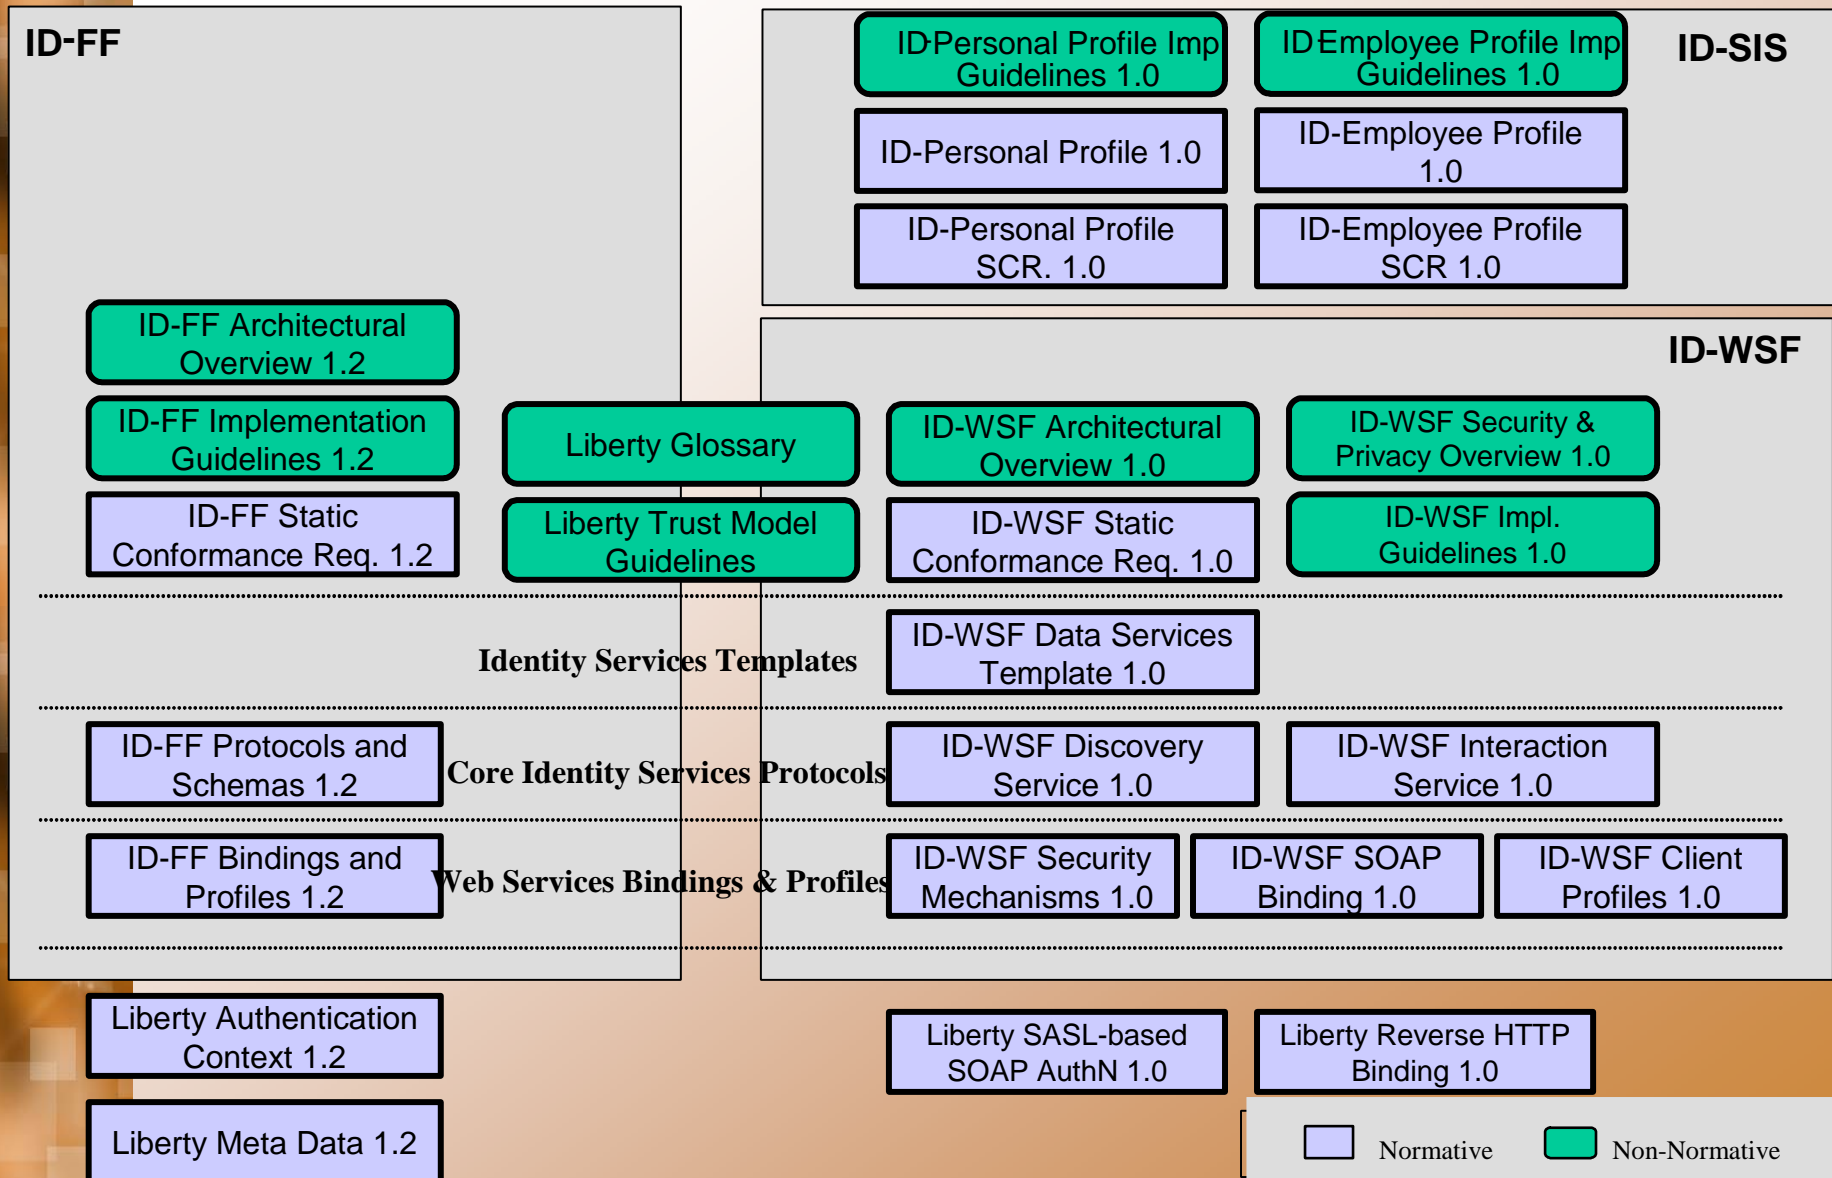 ID-FF
ID-SIS
ID-Personal Profile Imp
Guidelines 1.0
ID-Employee Profile Imp
Guidelines 1.0
ID-Personal Profile 1.0
ID-Employee Profile
1.0
ID-Personal Profile
SCR. 1.0
ID-Employee Profile
SCR 1.0
ID-WSF
ID-FF Architectural
Overview 1.2
ID-FF Implementation
Guidelines 1.2
Liberty Glossary
ID-WSF Architectural
Overview 1.0
ID-WSF Security &
Privacy Overview 1.0
ID-FF Static
Conformance Req. 1.2
Liberty Trust Model
Guidelines
ID-WSF Static
Conformance Req. 1.0
ID-WSF Impl.
Guidelines 1.0
Identity Services Templates
ID-WSF Data Services
Template 1.0
ID-FF Protocols and
Schemas 1.2
Core Identity Services Protocols
ID-WSF Discovery
Service 1.0
ID-WSF Interaction
Service 1.0
ID-FF Bindings and
Profiles 1.2
Web Services Bindings & Profiles
ID-WSF Security
Mechanisms 1.0
ID-WSF SOAP
Binding 1.0
ID-WSF Client
Profiles 1.0
Liberty Authentication
Context 1.2
Liberty SASL-based
SOAP AuthN 1.0
Liberty Reverse HTTP
Binding 1.0
Liberty Meta Data 1.2
Normative
Non-Normative